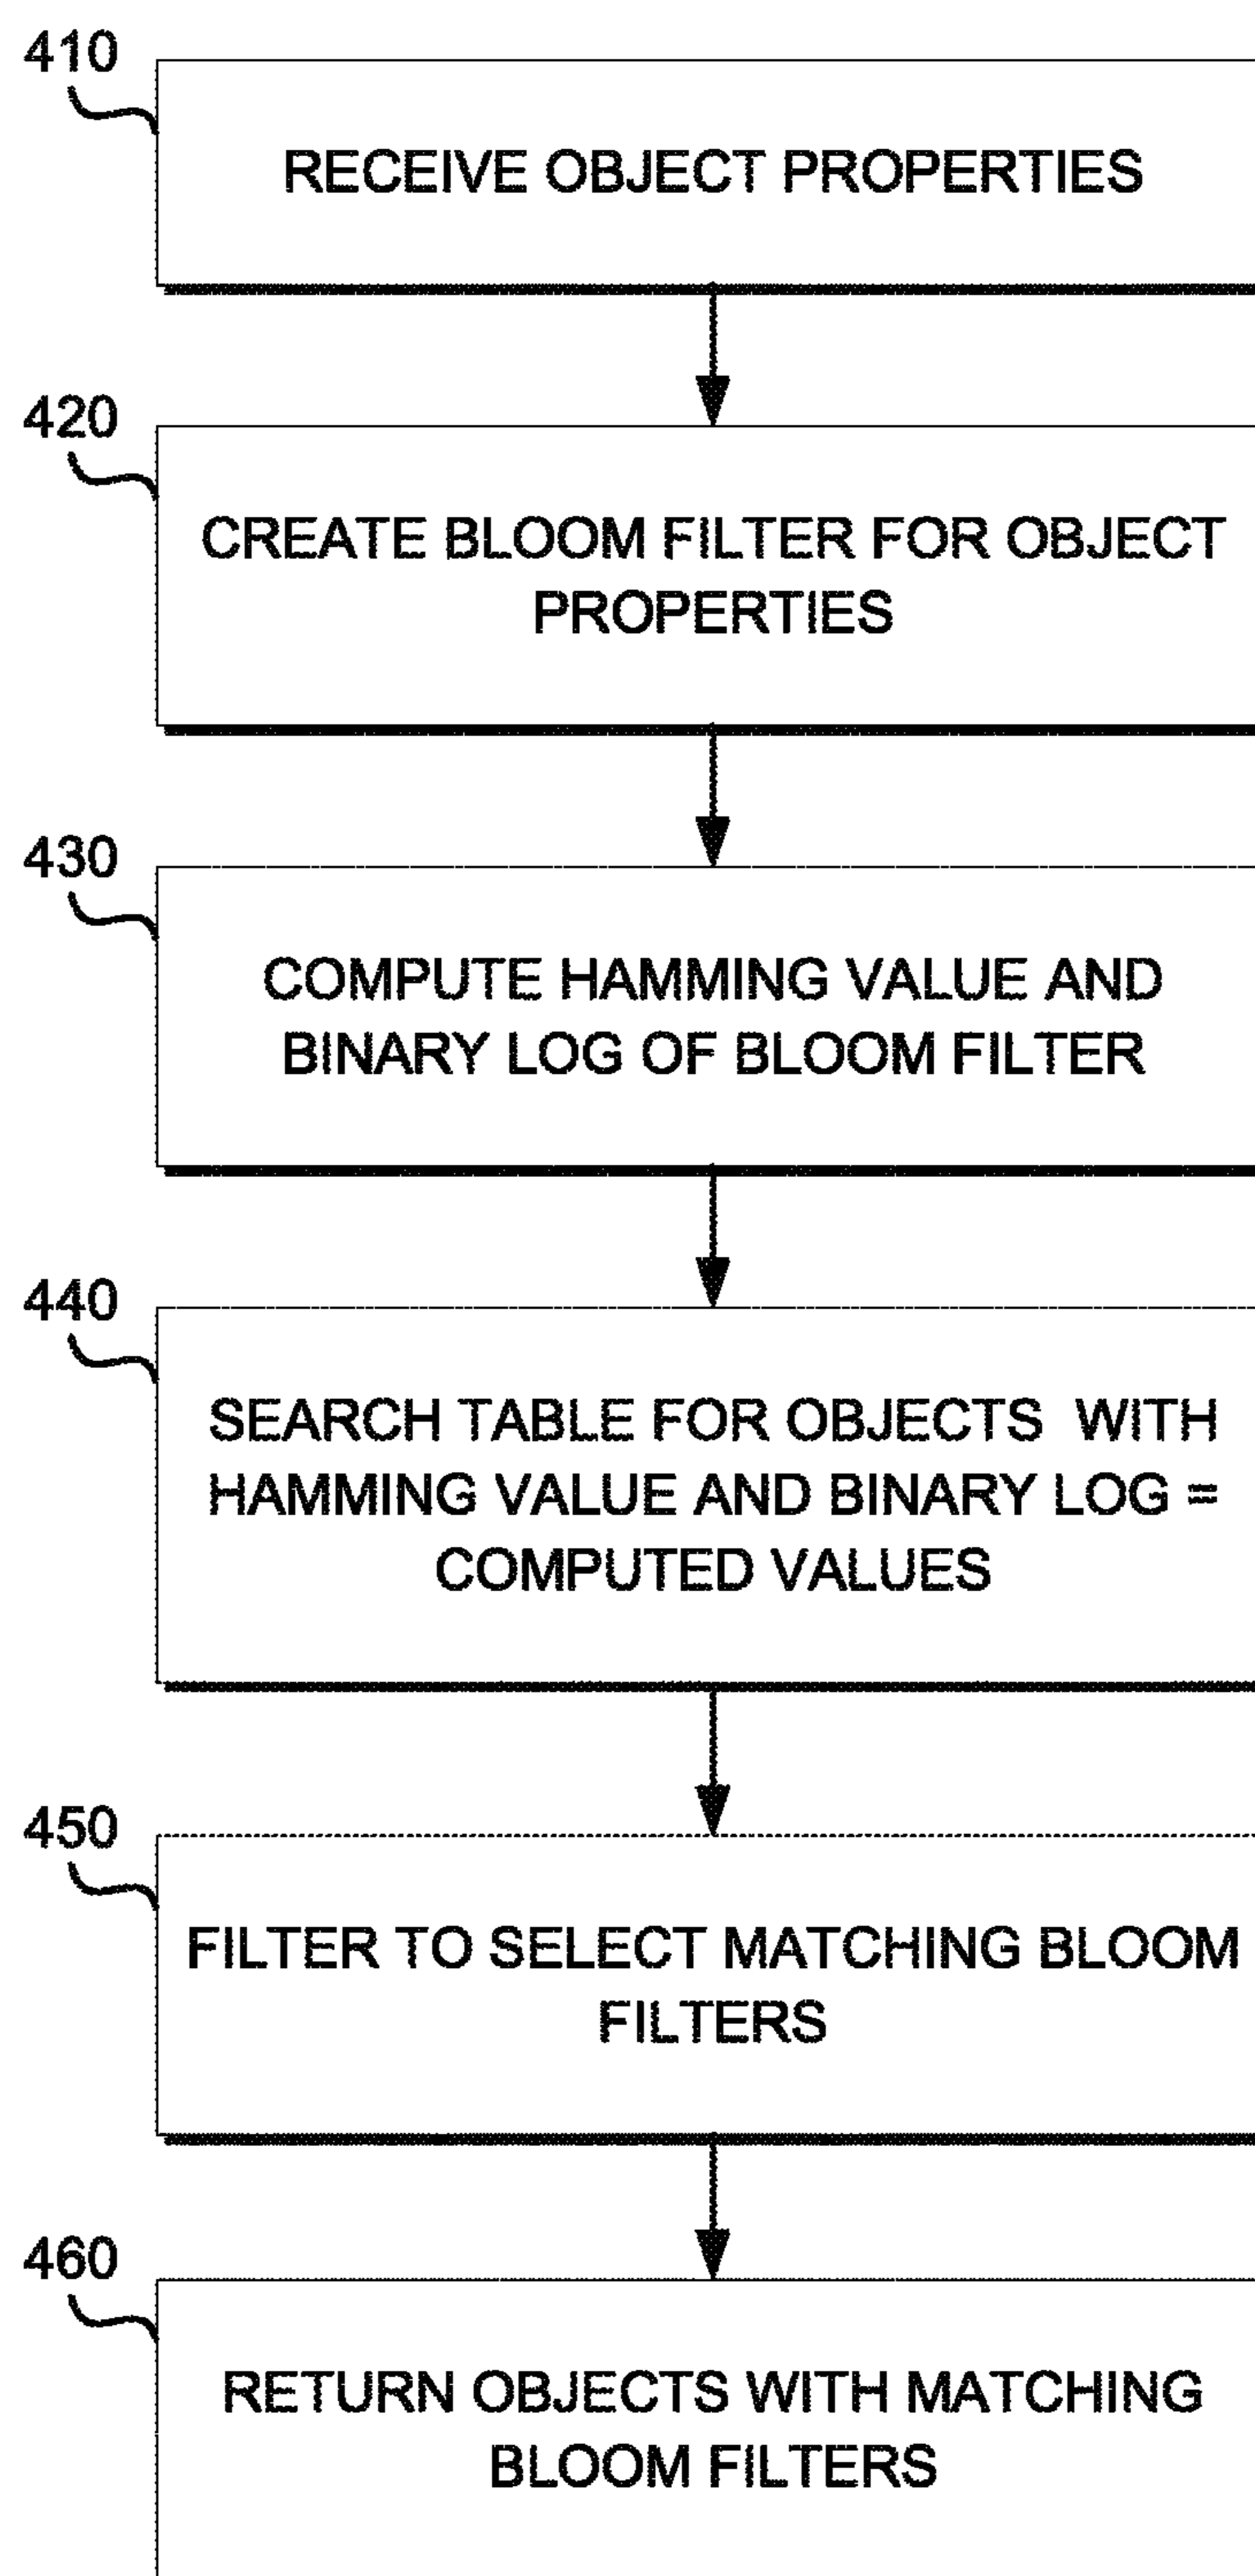 410
RECEIVE OBJECT PROPERTIES
420
CREATE BLOOM FILTER FOR OBJECT
PROPERTIES
430
COMPUTE HAMMING VALUE AND
BINARY LOG OF BLOOM FILTER
440
SEARCH TABLE FOR OBJECTS WITH
HAMMING VALUE AND BINARY LOG =
COMPUTED VALUES
450
FILTER TO SELECT MATCHING BLOOM
FILTERS
460
RETURN OBJECTS WITH MATCHING
BLOOM FILTERS